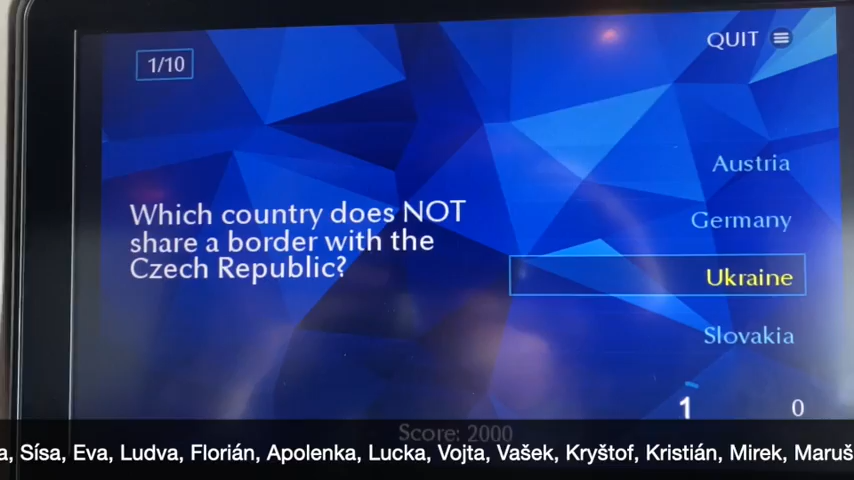 1/10
QUIT
Austria
Which country does NOT
share a border with the
Czech Republic?
Germany
Ukraine
Slovakia
1
0
Score: 2000
a, Sísa, Eva, Ludva, Florián, Apolenka, Lucka, Vojta, Vašek, Kryštof, Kristián, Mirek, Maruš